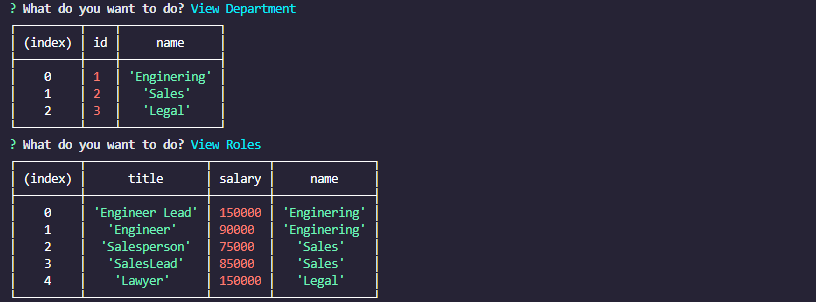 ? What do you want to do? View Department
(index) id name
0 1 'Enginering'
1 2 'Sales'
2 3 'Legal'
? What do you want to do? View Roles
(index) title salary name
0 'Engineer Lead' 150000 'Enginering'
1 'Engineer' 90000 'Enginering'
2 'Salesperson' 75000 'Sales'
3 'SalesLead' 85000 'Sales'
4 'Lawyer' 150000 'Legal'